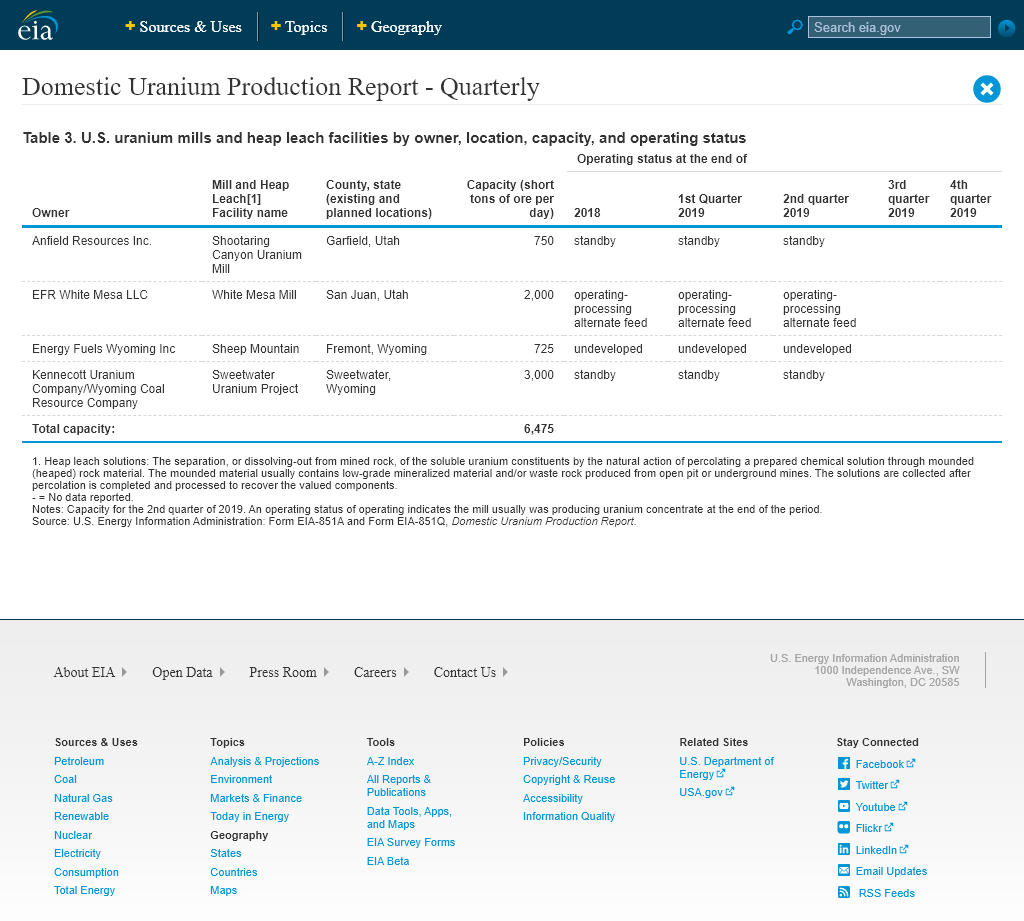 eia
Sources & Uses
Topics
Geography
Search eia.gov
Domestic Uranium Production Report - Quarterly
Table 3. U.S. uranium mills and heap leach facilities by owner, location, capacity, and operating status
Operating status at the end of
Owner
Mill and Heap
Leach[1]
Facility name
County, state
(existing and
planned locations)
Capacity (short
tons of ore per
day)
2018
1st Quarter
2019
2nd quarter
2019
3rd
quarter
2019
4th
quarter
2019
Anfield Resources Inc.
Shootaring
Canyon Uranium
Mill
Garfield, Utah
750
standby
standby
standby
EFR White Mesa LLC
White Mesa Mill
San Juan, Utah
2,000
operating-
processing
alternate feed
operating-
processing
alternate feed
operating-
processing
alternate feed
Energy Fuels Wyoming Inc
Sheep Mountain
Fremont, Wyoming
725
undeveloped
undeveloped
undeveloped
Kennecott Uranium
Company/Wyoming Coal
Resource Company
Sweetwater
Uranium Project
Sweetwater,
Wyoming
3,000
standby
standby
standby
Total capacity:
6,475
1. Heap leach solutions: The separation, or dissolving-out from mined rock, of the soluble uranium constituents by the natural action of percolating a prepared chemical solution through mounded
(heaped) rock material. The mounded material usually contains low-grade mineralized material and/or waste rock produced from open pit or underground mines. The solutions are collected after
percolation is completed and processed to recover the valued components.
- = No data reported.
Notes: Capacity for the 2nd quarter of 2019. An operating status of operating indicates the mill usually was producing uranium concentrate at the end of the period.
Source: U.S. Energy Information Administration: Form EIA-851A and Form EIA-851Q, Domestic Uranium Production Report.
About EIA
Open Data
Press Room
Careers
Contact Us
U.S. Energy Information Administration
1000 Independence Ave., SW
Washington, DC 20585
Sources & Uses
Petroleum
Coal
Natural Gas
Renewable
Nuclear
Electricity
Consumption
Total Energy
Topics
Analysis & Projections
Environment
Markets & Finance
Today in Energy
Geography
States
Countries
Maps
Tools
A-Z Index
All Reports &
Publications
Data Tools, Apps,
and Maps
EIA Survey Forms
EIA Beta
Policies
Privacy/Security
Copyright & Reuse
Accessibility
Information Quality
Related Sites
U.S. Department of
Energy
USA.gov
Stay Connected
Facebook
Twitter
Youtube
Flickr
LinkedIn
Email Updates
RSS Feeds